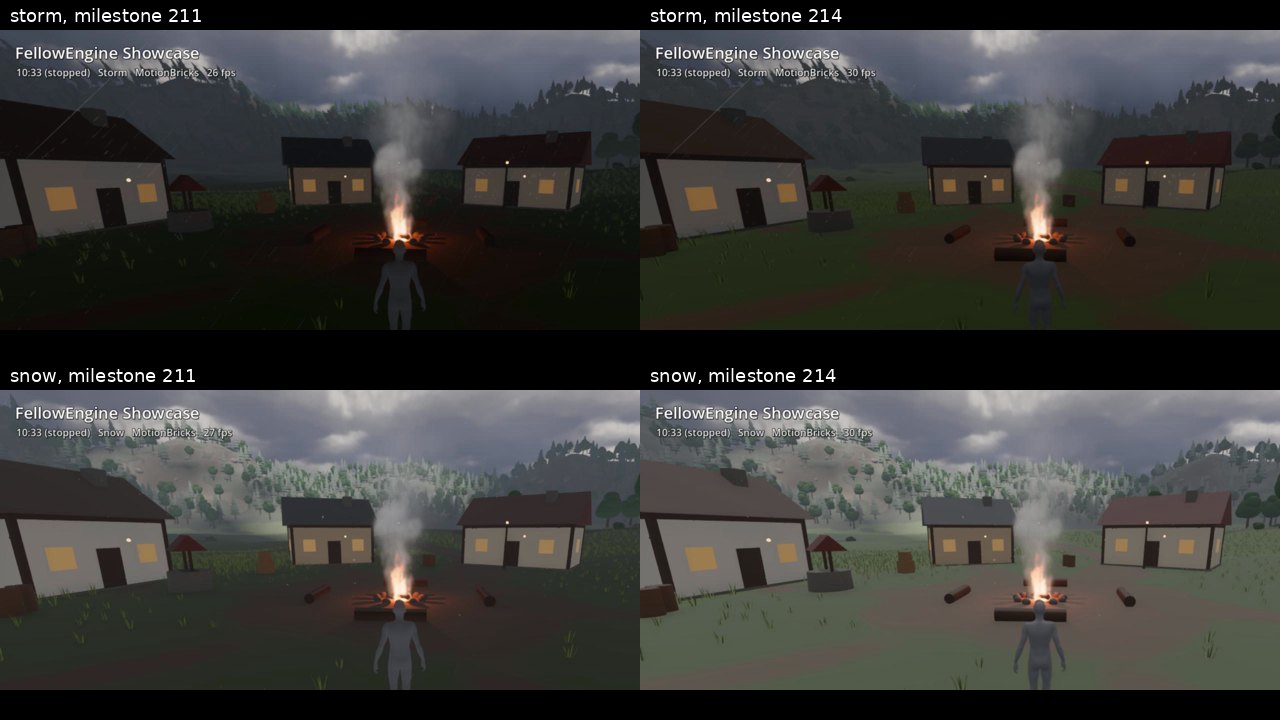 storm, milestone 211
FellowEngine Showcase
10:33 (stopped) Storm MotionBricks 26 fps
storm, milestone 214
FellowEngine Showcase
10:33 (stopped) Storm MotionBricks 30 fps
snow, milestone 211
FellowEngine Showcase
10:33 (stopped) Snow MotionBricks 27 fps
snow, milestone 214
FellowEngine Showcase
10:33 (stopped) Snow MotionBricks 30 fps